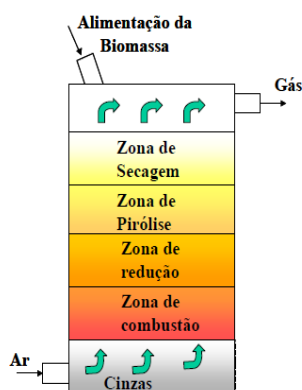 Alimentação da
Biomassa
Gás
Zona de
Secagem
Zona de
Pirólise
Zona de
redução
Zona de
combustão
Ar
Cinzas